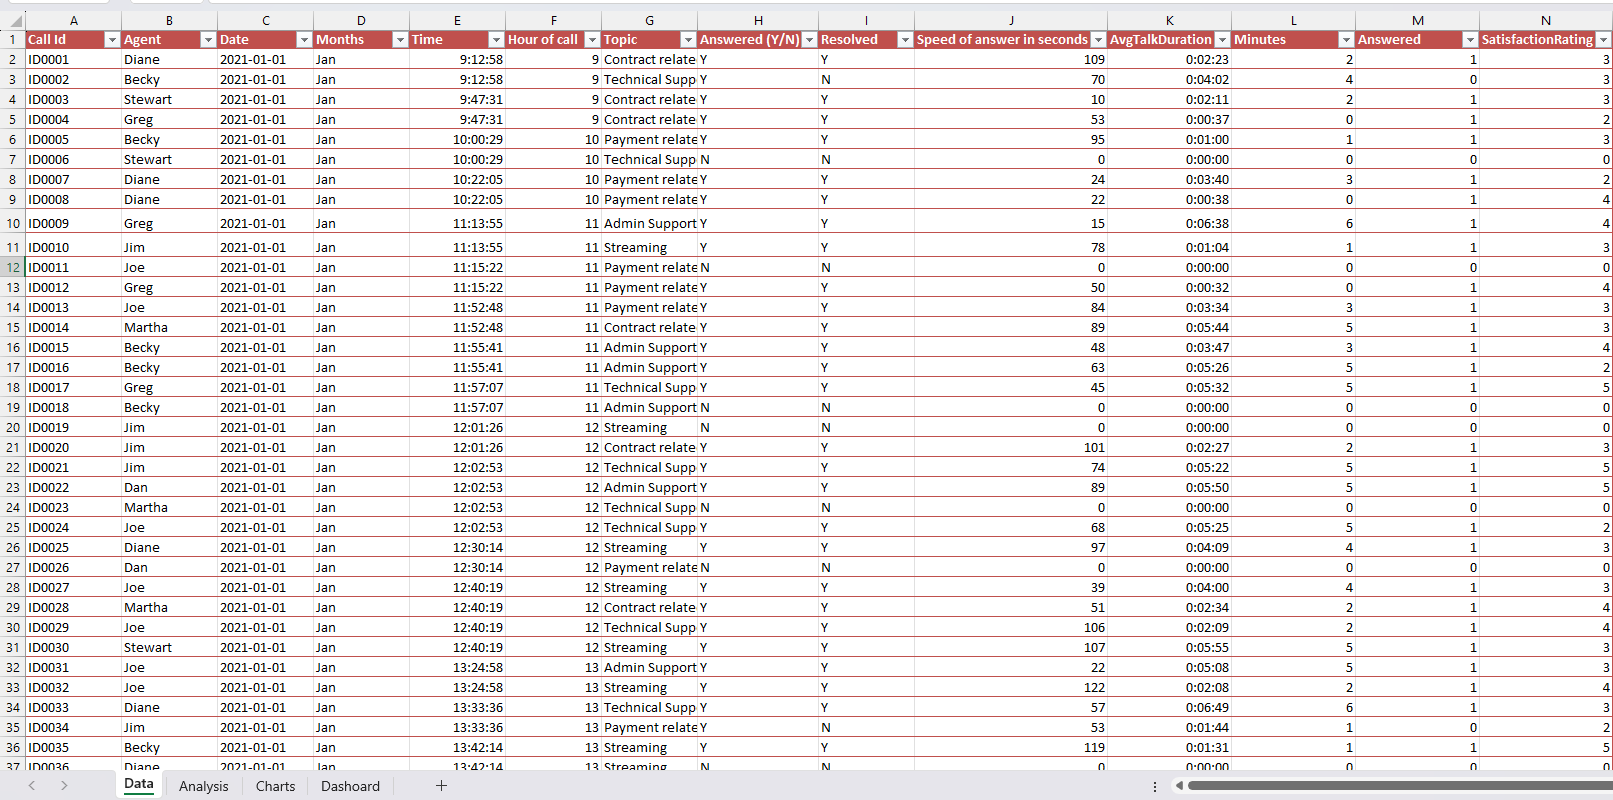 A B C D E F G H I J K L M N
1 Call Id Agent Date Months Time Hour of call Topic Answered (Y/N) Resolved Speed of answer in seconds AvgTalkDuration Minutes Answered SatisfactionRating
2 ID0001 Diane 2021-01-01 Jan 9:12:58 9 Contract relate Y Y 109 0:02:23 2 1 3
3 ID0002 Becky 2021-01-01 Jan 9:12:58 9 Technical Supp Y N 70 0:04:02 4 0 3
4 ID0003 Stewart 2021-01-01 Jan 9:47:31 9 Contract relate Y Y 10 0:02:11 2 1 3
5 ID0004 Greg 2021-01-01 Jan 9:47:31 9 Contract relate Y Y 53 0:00:37 0 1 2
6 ID0005 Becky 2021-01-01 Jan 10:00:29 10 Payment relate Y Y 95 0:01:00 1 1 3
7 ID0006 Stewart 2021-01-01 Jan 10:00:29 10 Technical Supp N N 0 0:00:00 0 0 0
8 ID0007 Diane 2021-01-01 Jan 10:22:05 10 Payment relate Y Y 24 0:03:40 3 1 2
9 ID0008 Diane 2021-01-01 Jan 10:22:05 10 Payment relate Y Y 22 0:00:38 0 1 4
10 ID0009 Greg 2021-01-01 Jan 11:13:55 11 Admin Support Y Y 15 0:06:38 6 1 4
11 ID0010 Jim 2021-01-01 Jan 11:13:55 11 Streaming Y Y 78 0:01:04 1 1 3
12 ID0011 Joe 2021-01-01 Jan 11:15:22 11 Payment relate N N 0 0:00:00 0 0 0
13 ID0012 Greg 2021-01-01 Jan 11:15:22 11 Payment relate Y Y 50 0:00:32 0 1 4
14 ID0013 Joe 2021-01-01 Jan 11:52:48 11 Payment relate Y Y 84 0:03:34 3 1 3
15 ID0014 Martha 2021-01-01 Jan 11:52:48 11 Contract relate Y Y 89 0:05:44 5 1 3
16 ID0015 Becky 2021-01-01 Jan 11:55:41 11 Admin Support Y Y 48 0:03:47 3 1 4
17 ID0016 Becky 2021-01-01 Jan 11:55:41 11 Admin Support Y Y 63 0:05:26 5 1 2
18 ID0017 Greg 2021-01-01 Jan 11:57:07 11 Technical Supp Y Y 45 0:05:32 5 1 5
19 ID0018 Becky 2021-01-01 Jan 11:57:07 11 Admin Support N N 0 0:00:00 0 0 0
20 ID0019 Jim 2021-01-01 Jan 12:01:26 12 Streaming N N 0 0:00:00 0 0 0
21 ID0020 Jim 2021-01-01 Jan 12:01:26 12 Contract relate Y Y 101 0:02:27 2 1 3
22 ID0021 Jim 2021-01-01 Jan 12:02:53 12 Technical Supp Y Y 74 0:05:22 5 1 5
23 ID0022 Dan 2021-01-01 Jan 12:02:53 12 Admin Support Y Y 89 0:05:50 5 1 5
24 ID0023 Martha 2021-01-01 Jan 12:02:53 12 Technical Supp N N 0 0:00:00 0 0 0
25 ID0024 Joe 2021-01-01 Jan 12:02:53 12 Technical Supp Y Y 68 0:05:25 5 1 2
26 ID0025 Diane 2021-01-01 Jan 12:30:14 12 Streaming Y Y 97 0:04:09 4 1 3
27 ID0026 Dan 2021-01-01 Jan 12:30:14 12 Payment relate N N 0 0:00:00 0 0 0
28 ID0027 Joe 2021-01-01 Jan 12:40:19 12 Streaming Y Y 39 0:04:00 4 1 3
29 ID0028 Martha 2021-01-01 Jan 12:40:19 12 Contract relate Y Y 51 0:02:34 2 1 4
30 ID0029 Joe 2021-01-01 Jan 12:40:19 12 Technical Supp Y Y 106 0:02:09 2 1 4
31 ID0030 Stewart 2021-01-01 Jan 12:40:19 12 Streaming Y Y 107 0:05:55 5 1 3
32 ID0031 Joe 2021-01-01 Jan 13:24:58 13 Admin Support Y Y 22 0:05:08 5 1 3
33 ID0032 Joe 2021-01-01 Jan 13:24:58 13 Streaming Y Y 122 0:02:08 2 1 4
34 ID0033 Diane 2021-01-01 Jan 13:33:36 13 Technical Supp Y Y 57 0:06:49 6 1 3
35 ID0034 Jim 2021-01-01 Jan 13:33:36 13 Payment relate Y N 53 0:01:44 1 0 2
36 ID0035 Becky 2021-01-01 Jan 13:42:14 13 Streaming Y Y 119 0:01:31 1 1 5
37 ID0036 Diane 2021-01-01 Jan 13:42:14 13 Streaming N N 0 0:00:00 0 0 0
Data Analysis Charts Dashoard